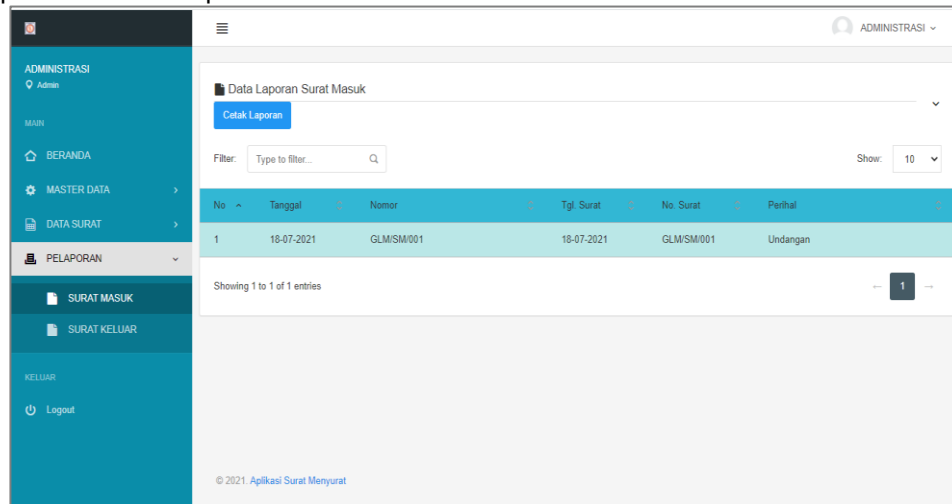 ADMINISTRASI
ADMINISTRASI
Admin
MAIN
BERANDA
MASTER DATA
DATA SURAT
PELAPORAN
SURAT MASUK
SURAT KELUAR
KELUAR
Logout
Data Laporan Surat Masuk
Cetak Laporan
Filter: Type to filter... Show: 10
No Tanggal Nomor Tgl. Surat No. Surat Perihal
1 18-07-2021 GLM/SM/001 18-07-2021 GLM/SM/001 Undangan
Showing 1 to 1 of 1 entries ← 1 →
© 2021. Aplikasi Surat Menyurat